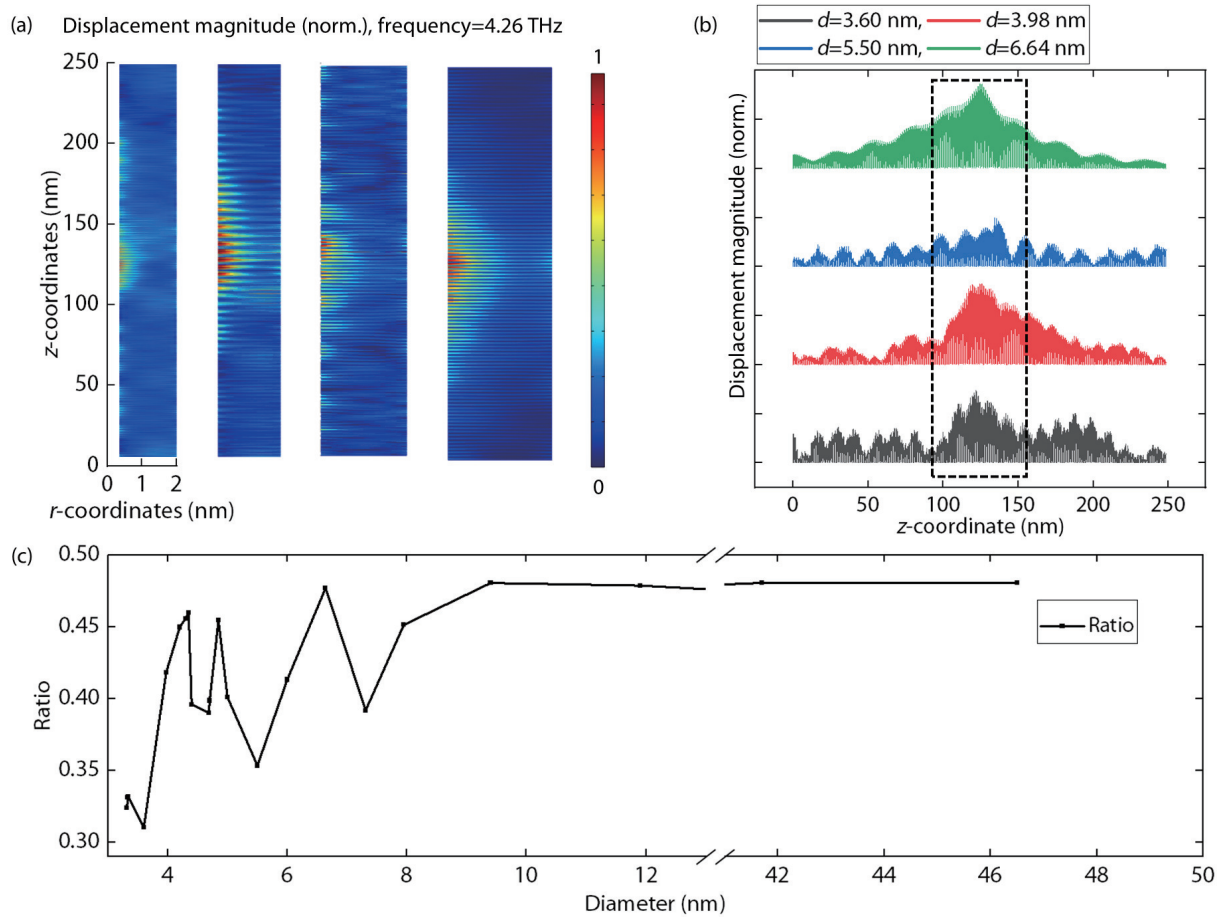 (a) Displacement magnitude (norm.), frequency=4.26 THz
250
200
150
100
50
0
z-coordinates (nm)
0 1 2
r-coordinates (nm)
1
0
(b)
d=3.60 nm, d=3.98 nm
d=5.50 nm, d=6.64 nm
Displacement magnitude (norm.)
0 50 100 150 200 250
z-coordinate (nm)
(c)
0.50
0.45
0.40
0.35
0.30
Ratio
Ratio
4 6 8 10 12 42 44 46 48 50
Diameter (nm)